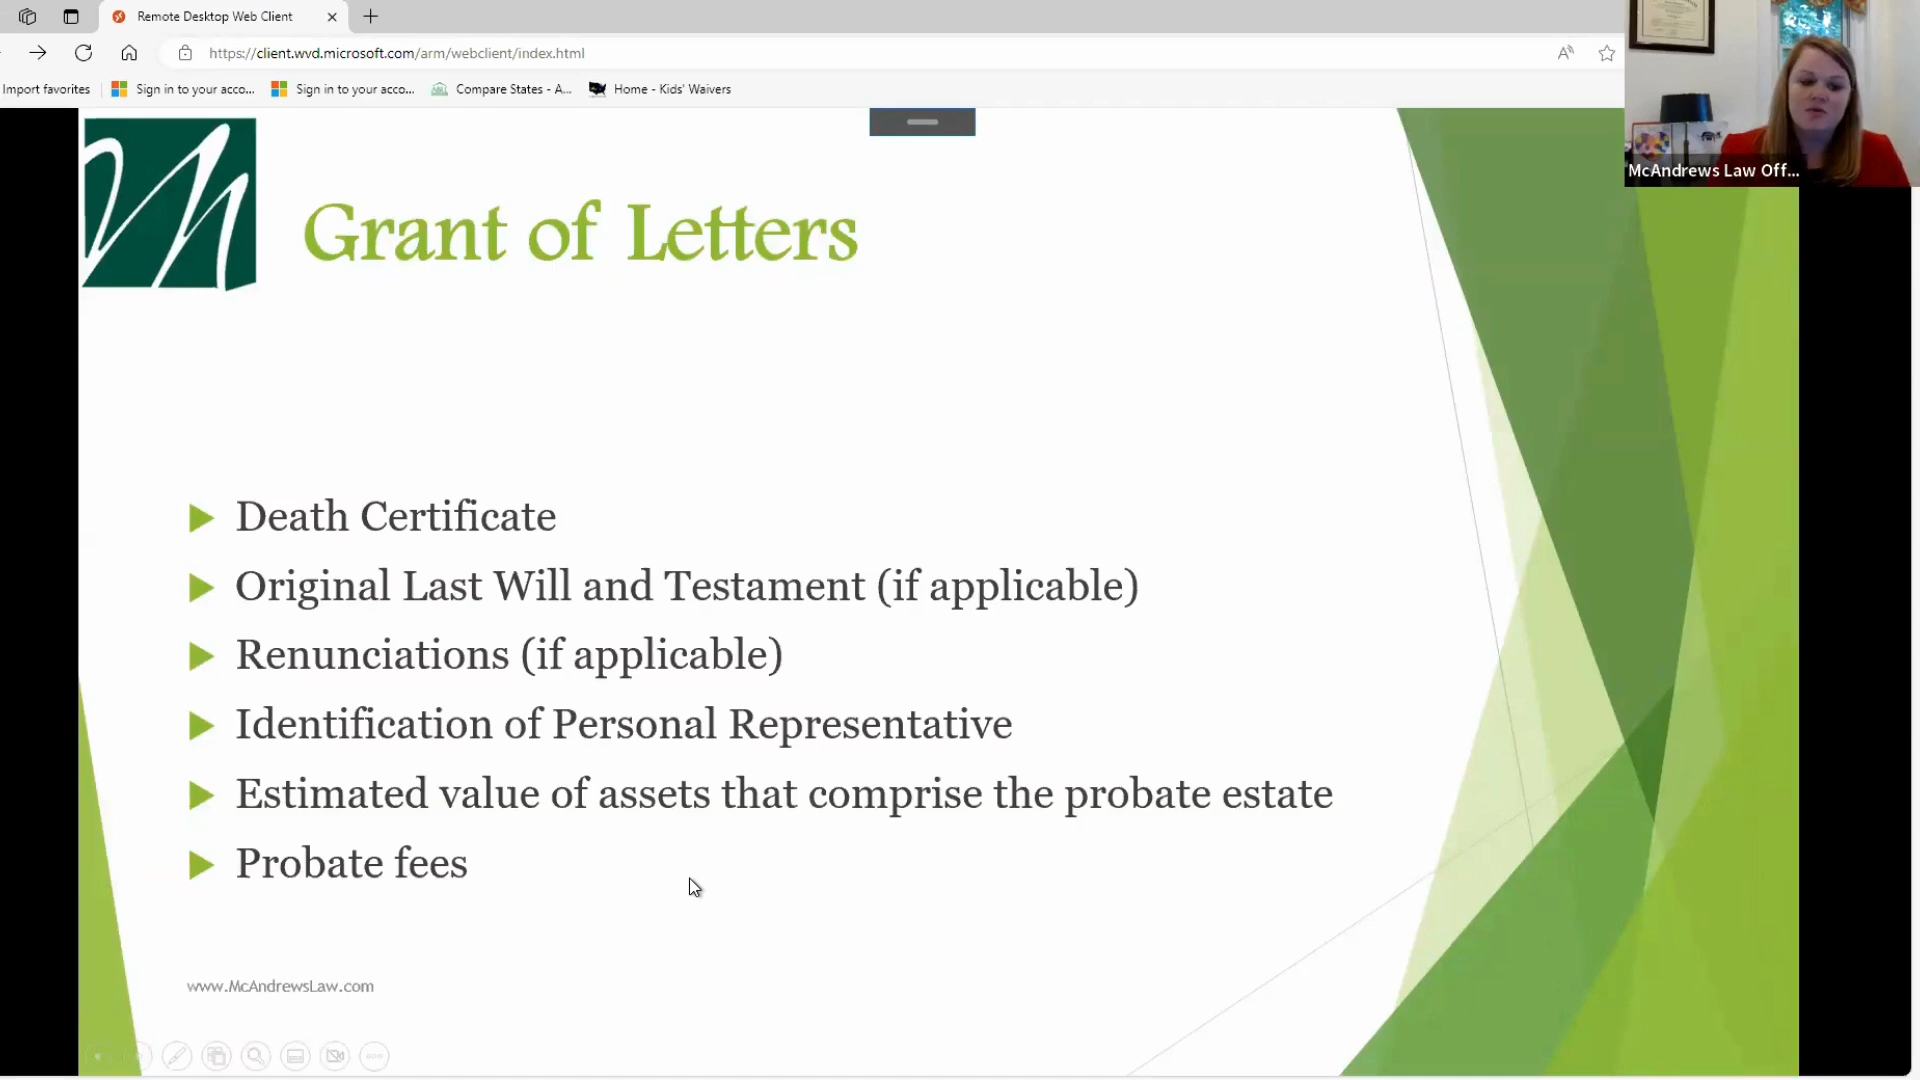 Remote Desktop Web Client
https://client.wvd.microsoft.com/arm/webclient/index.html
Import favorites
Sign in to your acco...
Sign in to your acco...
Compare States - A...
Home - Kids' Waivers
McAndrews Law Off...
Grant of Letters
Death Certificate
Original Last Will and Testament (if applicable)
Renunciations (if applicable)
Identification of Personal Representative
Estimated value of assets that comprise the probate estate
Probate fees
www.McAndrewsLaw.com